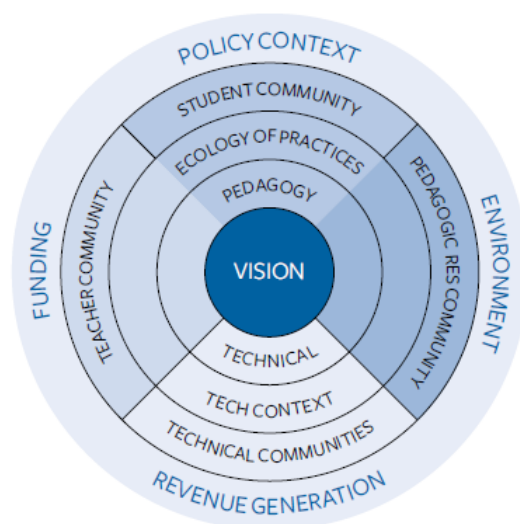 POLICY CONTEXT
STUDENT COMMUNITY
ECOLOGY OF PRACTICES
PEDAGOGY
FUNDING
TEACHER COMMUNITY
VISION
PEDAGOGIC RES COMMUNITY
ENVIRONMENT
TECHNICAL
TECH CONTEXT
TECHNICAL COMMUNITIES
REVENUE GENERATION